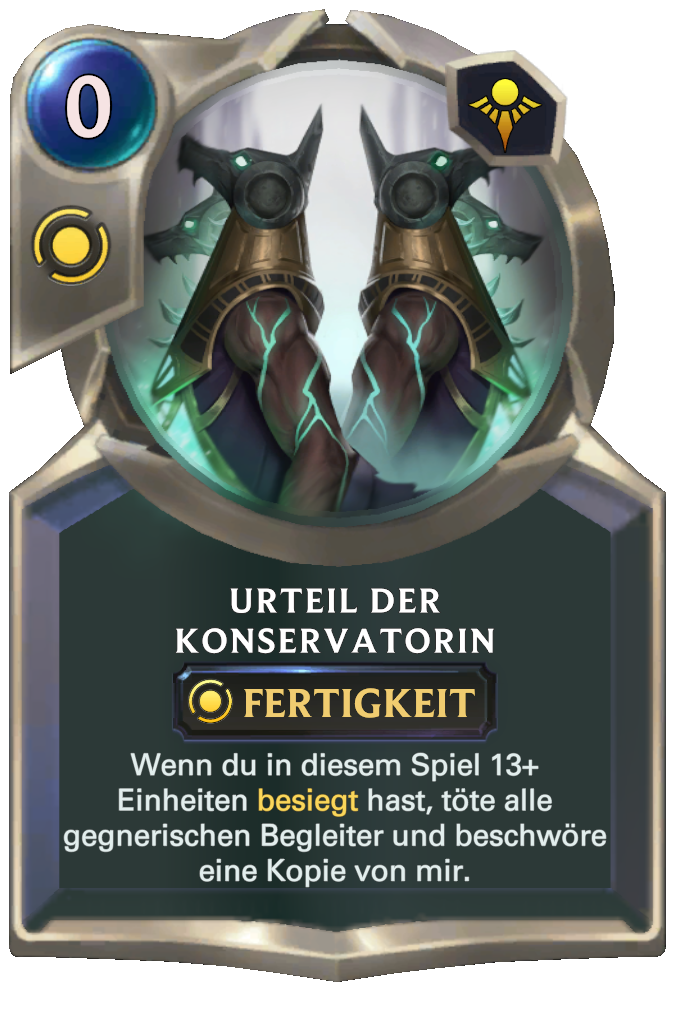 0
URTEIL DER
KONSERVATORIN
FERTIGKEIT
Wenn du in diesem Spiel 13+
Einheiten besiegt hast, töte alle
gegnerischen Begleiter und beschwöre
eine Kopie von mir.